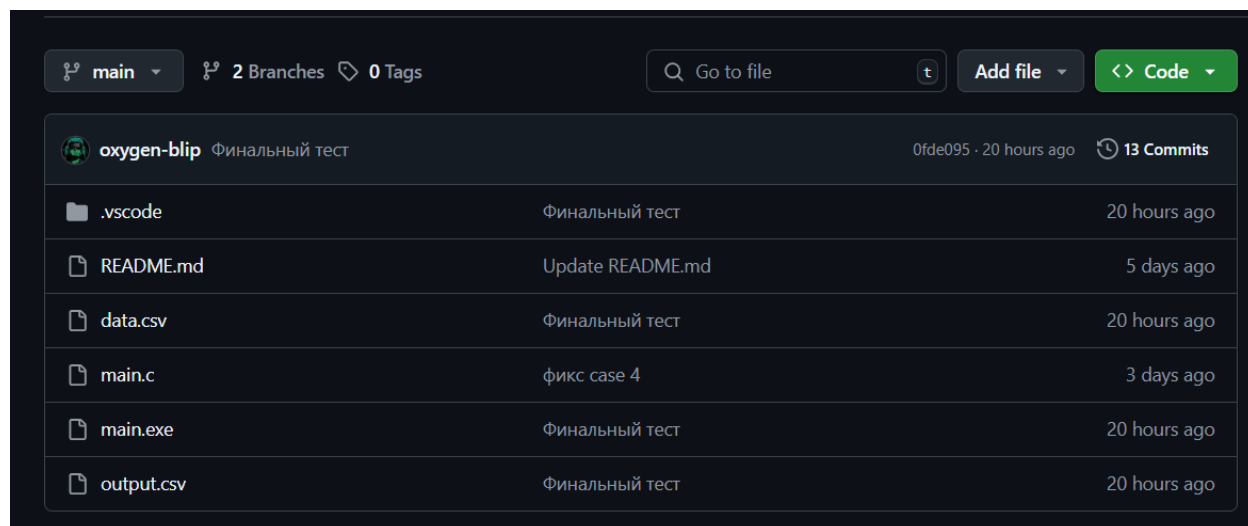 main 2 Branches 0 Tags Go to file t Add file Code
oxygen-blip Финальный тест 0fde095 · 20 hours ago 13 Commits
.vscode Финальный тест 20 hours ago
README.md Update README.md 5 days ago
data.csv Финальный тест 20 hours ago
main.c фикс case 4 3 days ago
main.exe Финальный тест 20 hours ago
output.csv Финальный тест 20 hours ago